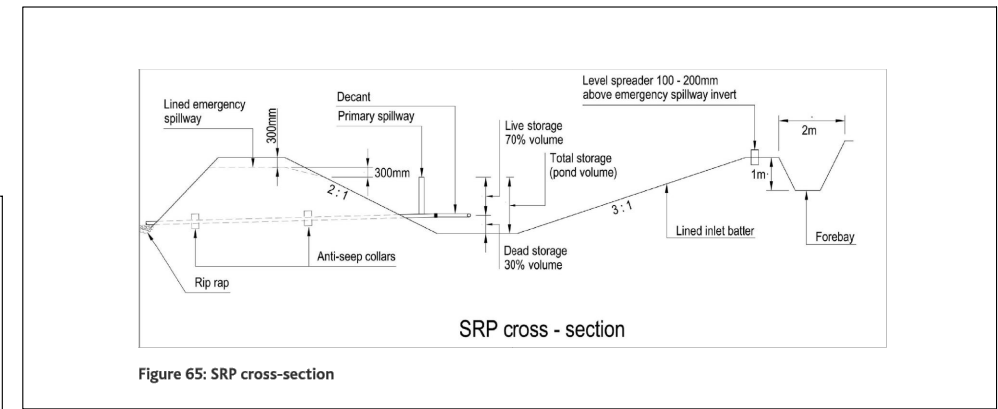 Lined emergency
spillway
300mm
Decant
Primary spillway
300mm
2:1
Live storage
70% volume
Total storage
(pond volume)
Level spreader 100 - 200mm
above emergency spillway invert
2m
1m
3:1
Lined inlet batter
Forebay
Dead storage
30% volume
Anti-seep collars
Rip rap
SRP cross - section
Figure 65: SRP cross-section